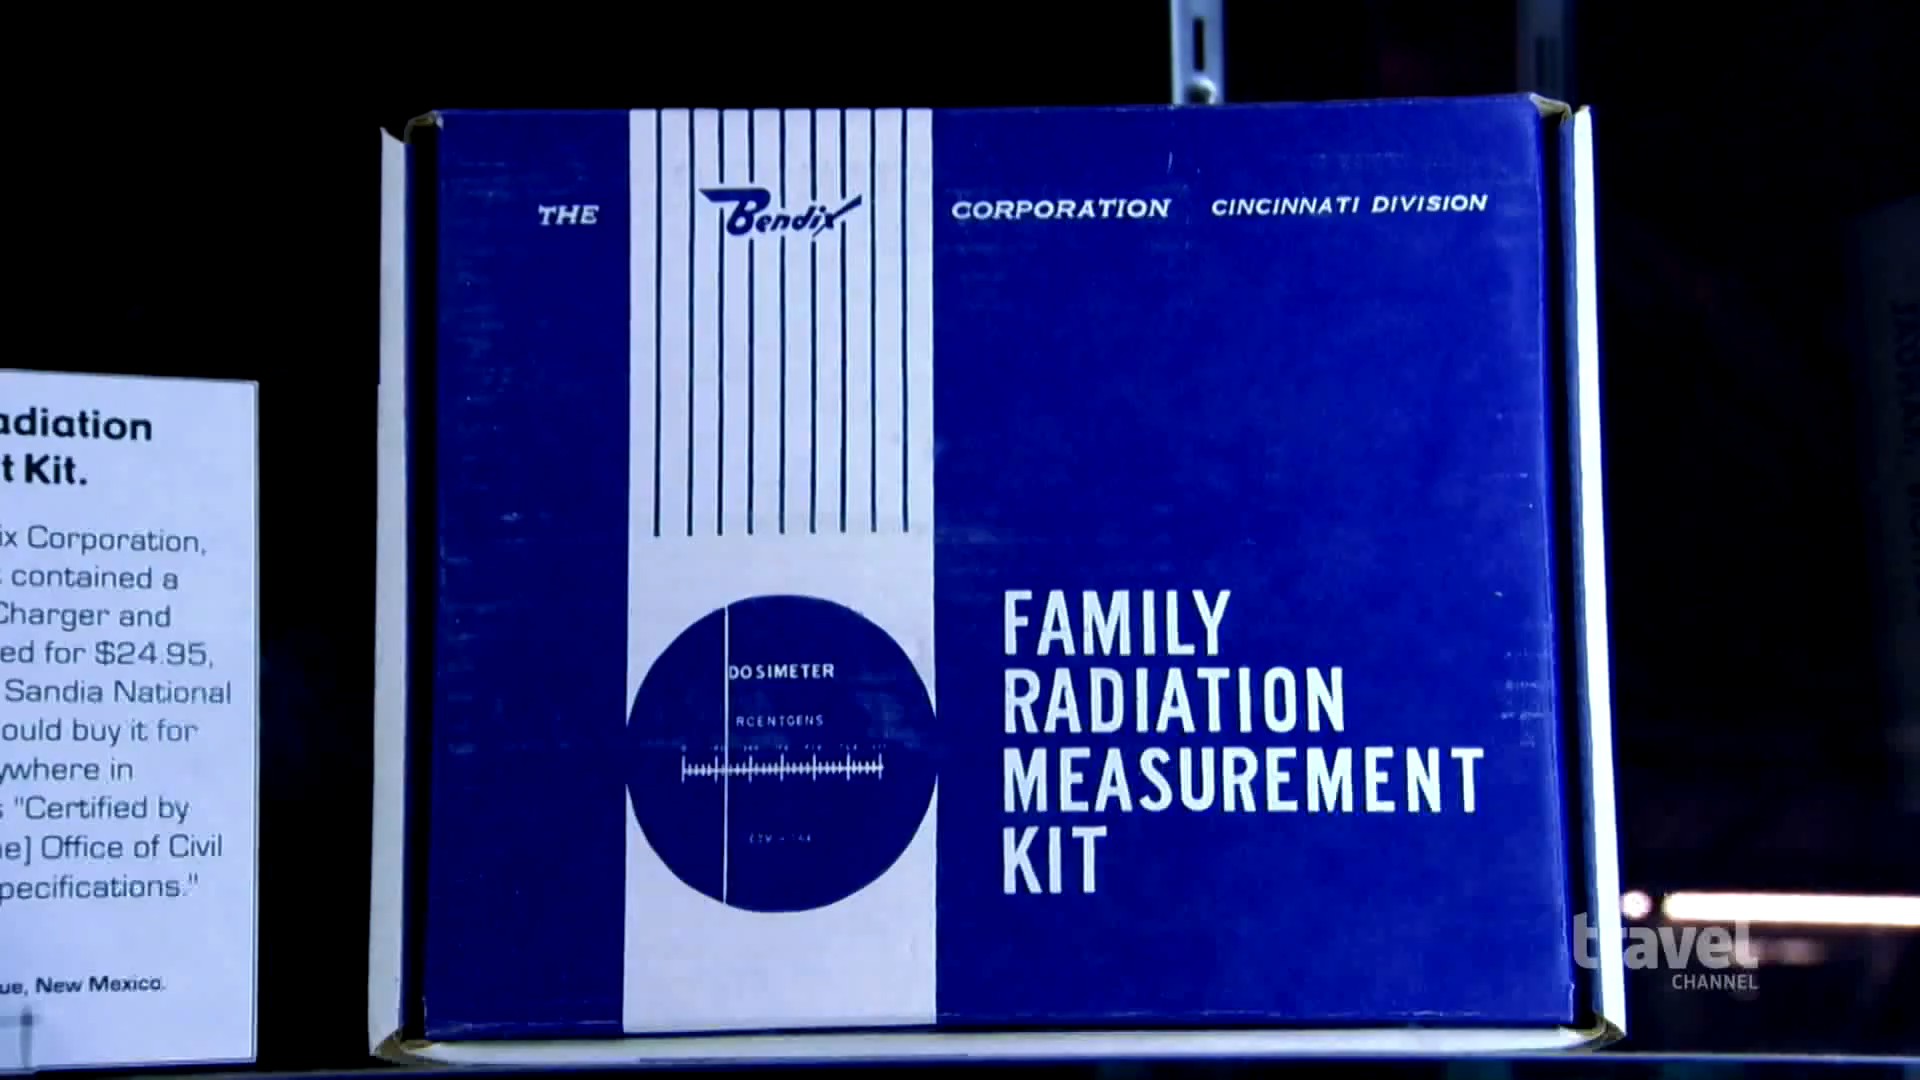 THE Bendix CORPORATION CINCINNATI DIVISION
DOSIMETER
ROENTGENS
FAMILY
RADIATION
MEASUREMENT
KIT
adiation
t Kit.
ix Corporation,
contained a
Charger and
ed for $24.95,
Sandia National
ould buy it for
ywhere in
"Certified by
e] Office of Civil
pecifications."
ue, New Mexico.
travel
CHANNEL